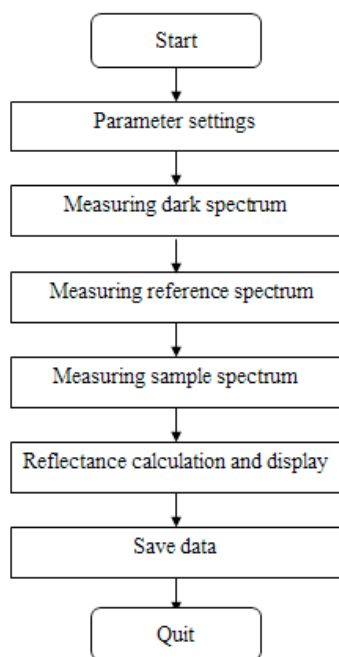 Start
Parameter settings
Measuring dark spectrum
Measuring reference spectrum
Measuring sample spectrum
Reflectance calculation and display
Save data
Quit